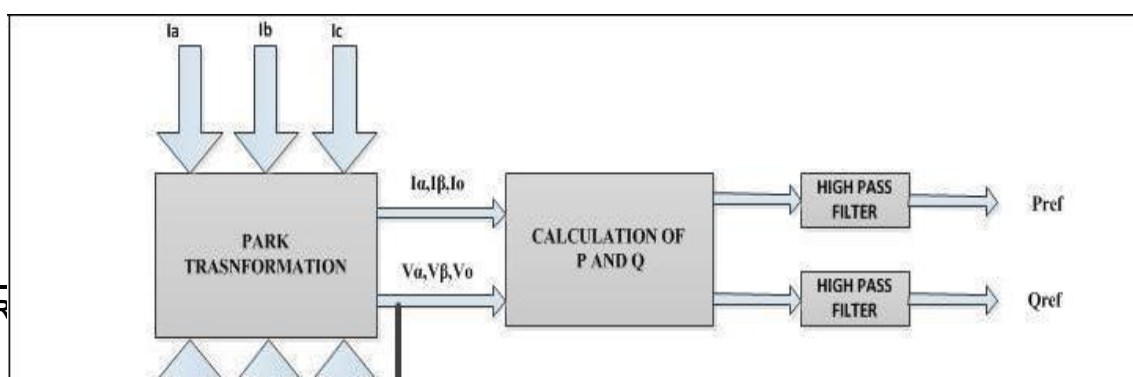 Ia Ib Ic
Iα,Iβ,Io
PARK
TRASNFORMATION
Vα,Vβ,Vo
CALCULATION OF
P AND Q
HIGH PASS
FILTER
Pref
HIGH PASS
FILTER
Qref